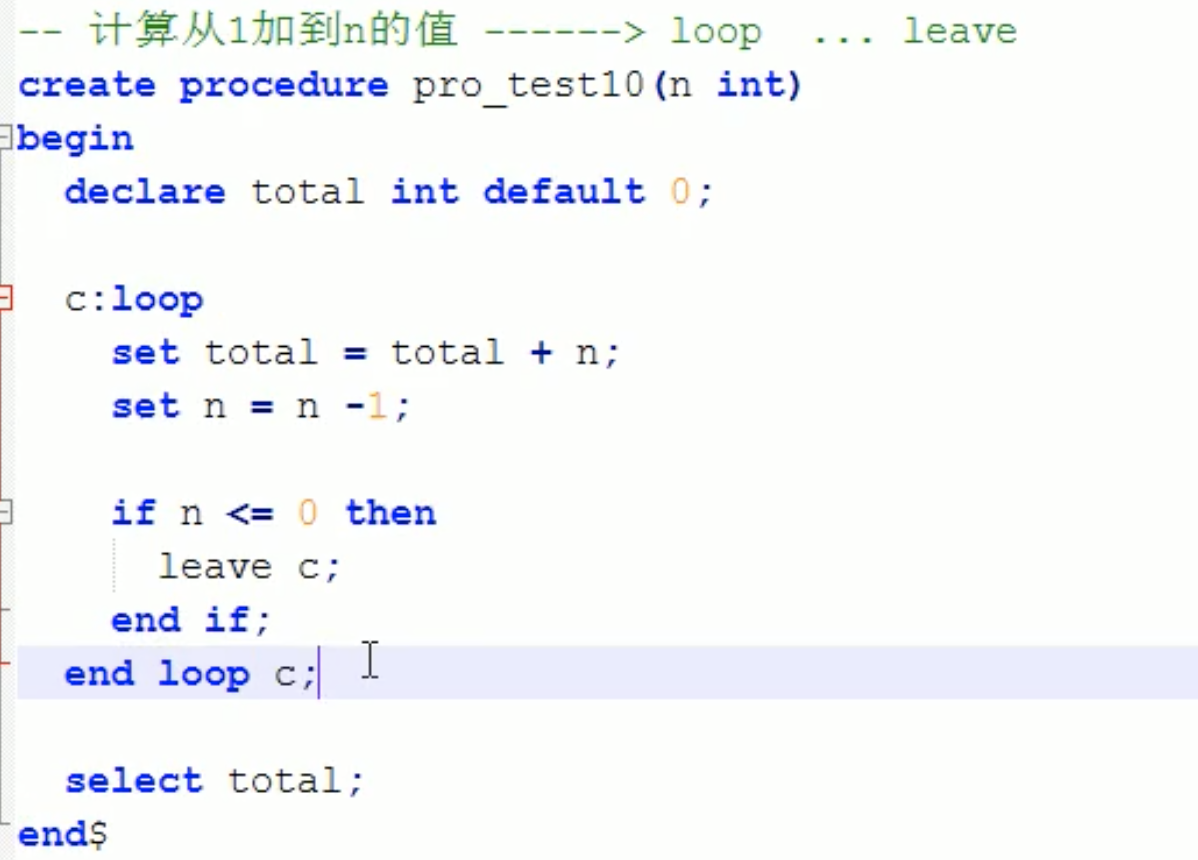 -- 计算从1加到n的值 ------> loop  ... leave
create procedure pro_test10(n int)
begin
  declare total int default 0;
  c:loop
    set total = total + n;
    set n = n -1;
    if n <= 0 then
      leave c;
    end if;
  end loop c;
  select total;
end$